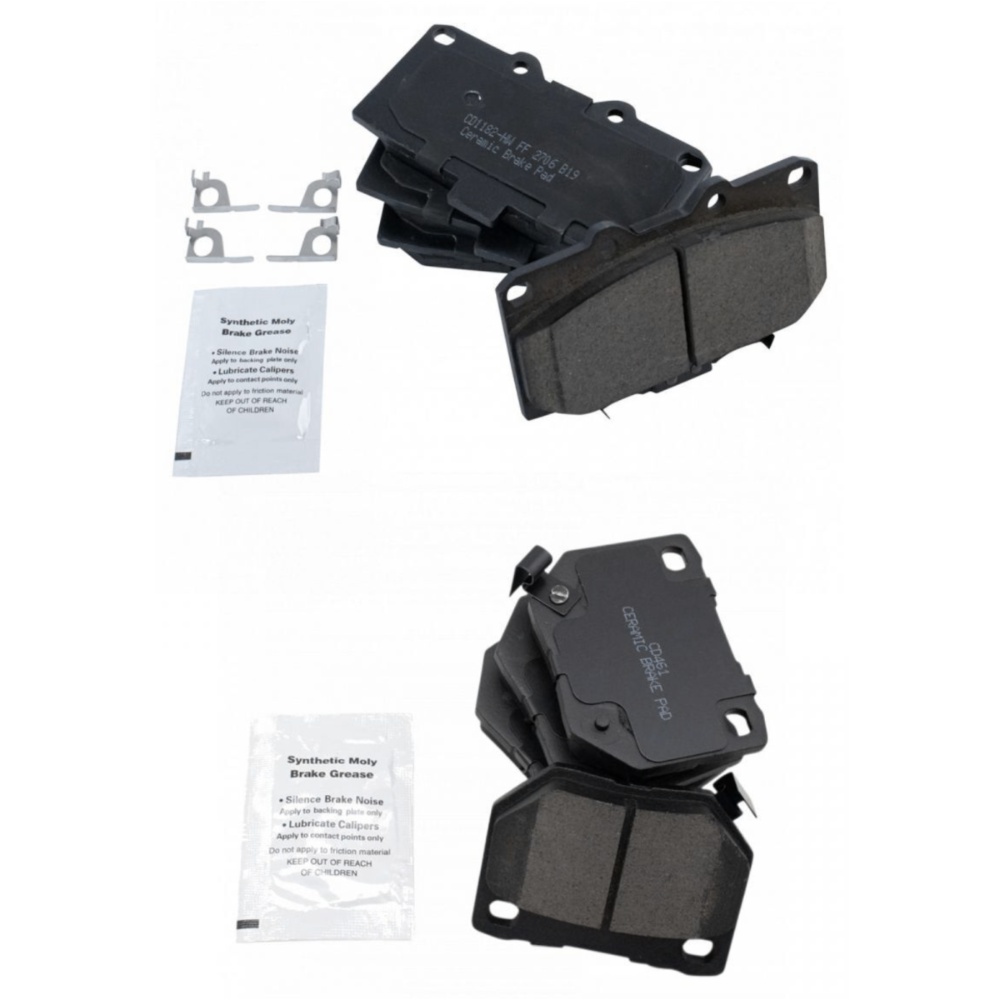 CD1182-HW FF 2706 B19
Ceramic Brake Pad
Synthetic Moly
Brake Grease
• Silence Brake Noise
Apply to backing plate only
• Lubricate Calipers
Apply to contact points only
Do not apply to friction material
KEEP OUT OF REACH
OF CHILDREN
CD461
CERAMIC BRAKE PAD
Synthetic Moly
Brake Grease
• Silence Brake Noise
Apply to backing plate only
• Lubricate Calipers
Apply to contact points only
Do not apply to friction material
KEEP OUT OF REACH
OF CHILDREN